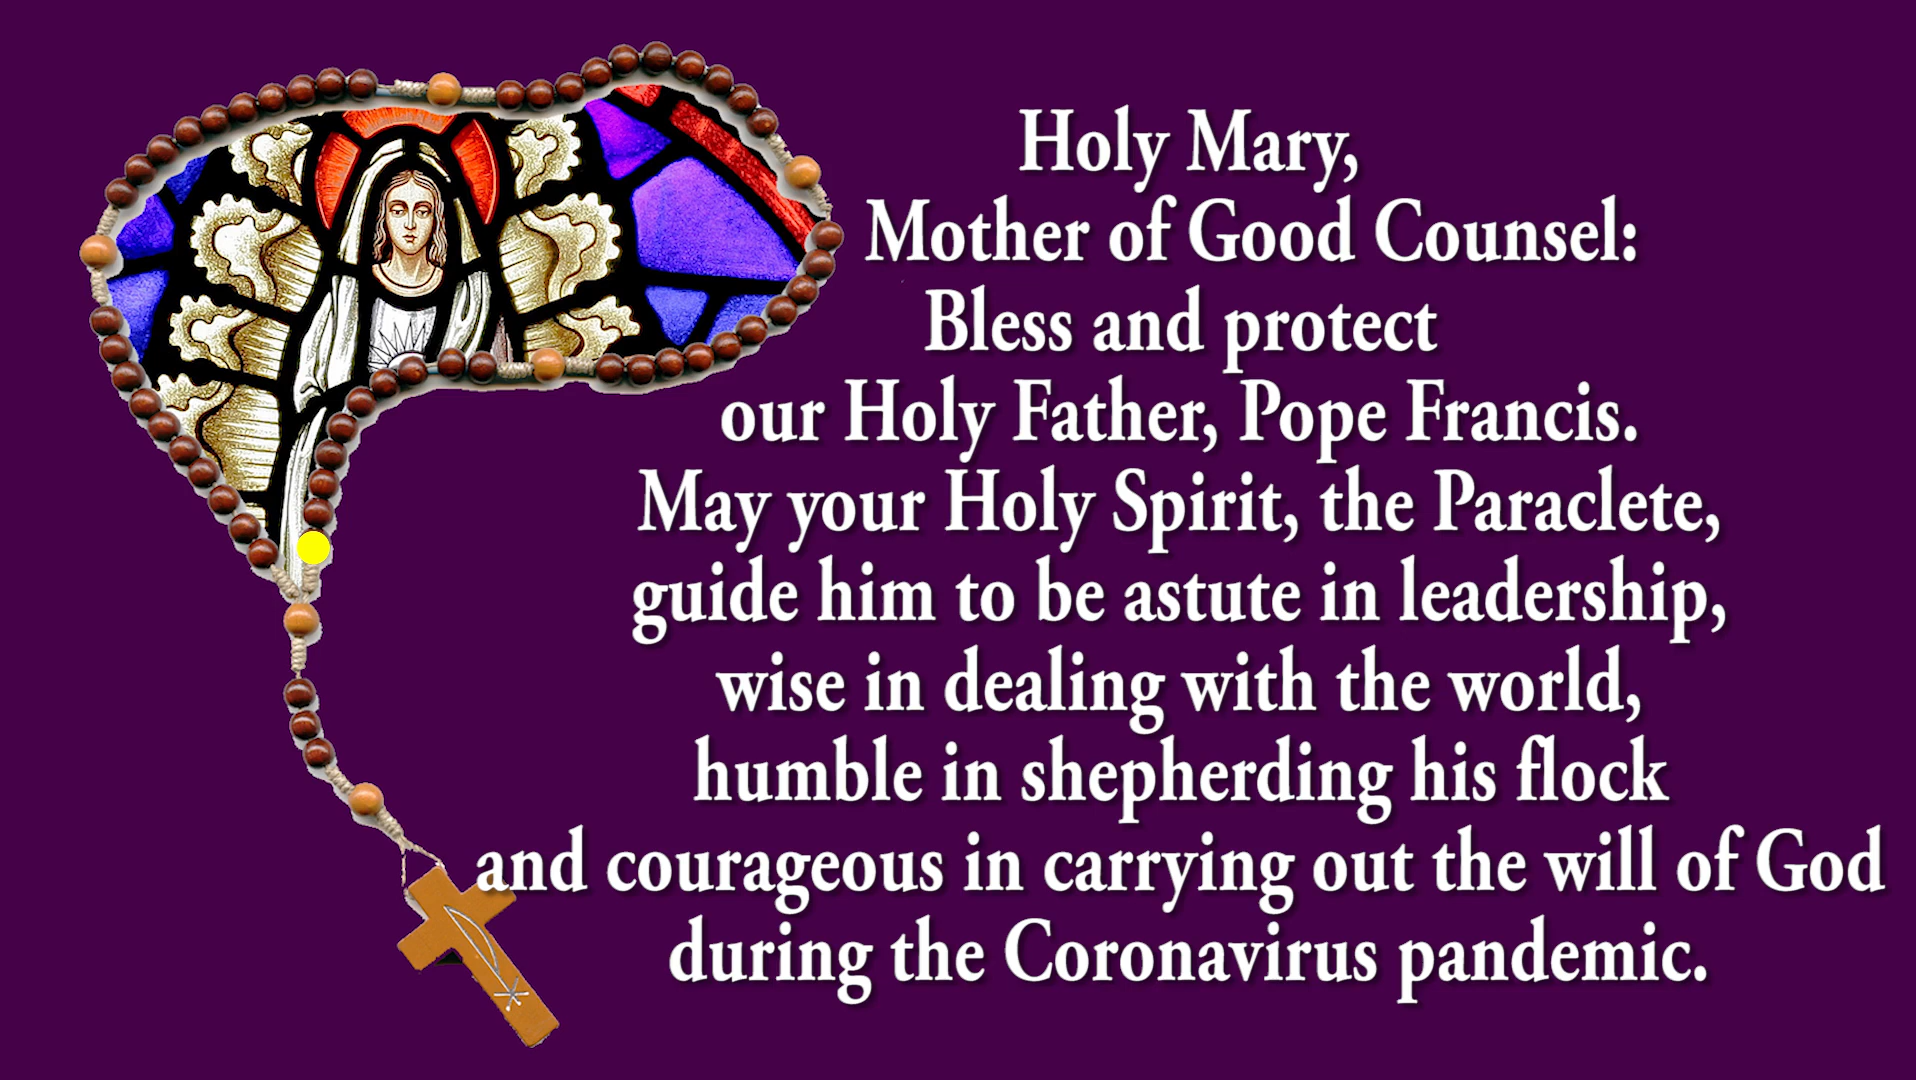 Holy Mary,
Mother of Good Counsel:
Bless and protect
our Holy Father, Pope Francis.
May your Holy Spirit, the Paraclete,
guide him to be astute in leadership,
wise in dealing with the world,
humble in shepherding his flock
and courageous in carrying out the will of God
during the Coronavirus pandemic.